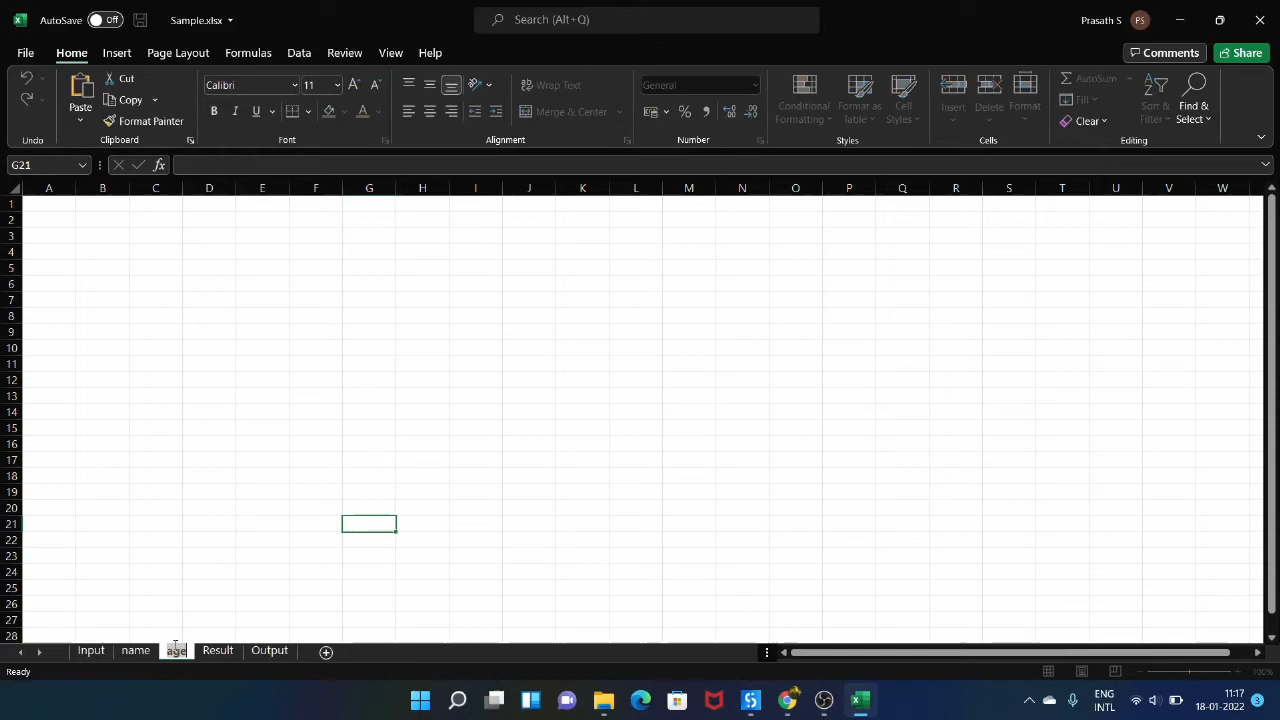 AutoSave Off Sample.xlsx Search (Alt+Q) Prasath S PS
File Home Insert Page Layout Formulas Data Review View Help Comments Share
Paste Cut Copy Format Painter
Calibri 11
B I U
Wrap Text Merge & Center
General
Conditional Formatting Format as Table Cell Styles
Insert Delete Format
AutoSum Fill Clear Sort & Filter Find & Select
Undo Clipboard Font Alignment Number Styles Cells Editing
G21 fx
A B C D E F G H I J K L M N O P Q R S T U V W
1
2
3
4
5
6
7
8
9
10
11
12
13
14
15
16
17
18
19
20
21
22
23
24
25
26
27
28
Input name age Result Output
Ready 100%
ENG INTL 11:17 18-01-2022 3